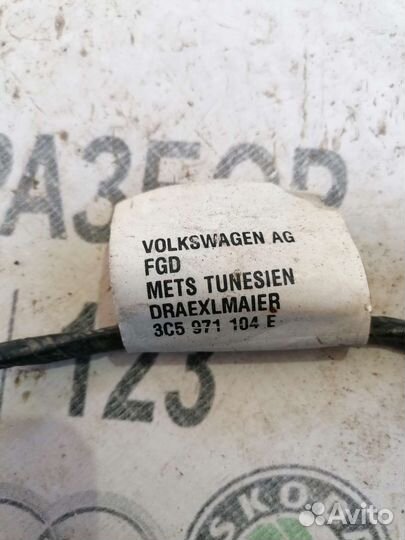 РАЗБОР
VOLKSWAGEN AG
FGD
METS TUNESIEN
DRAEXLMAIER
3C5 971 104 E
123
SKODA
Avito